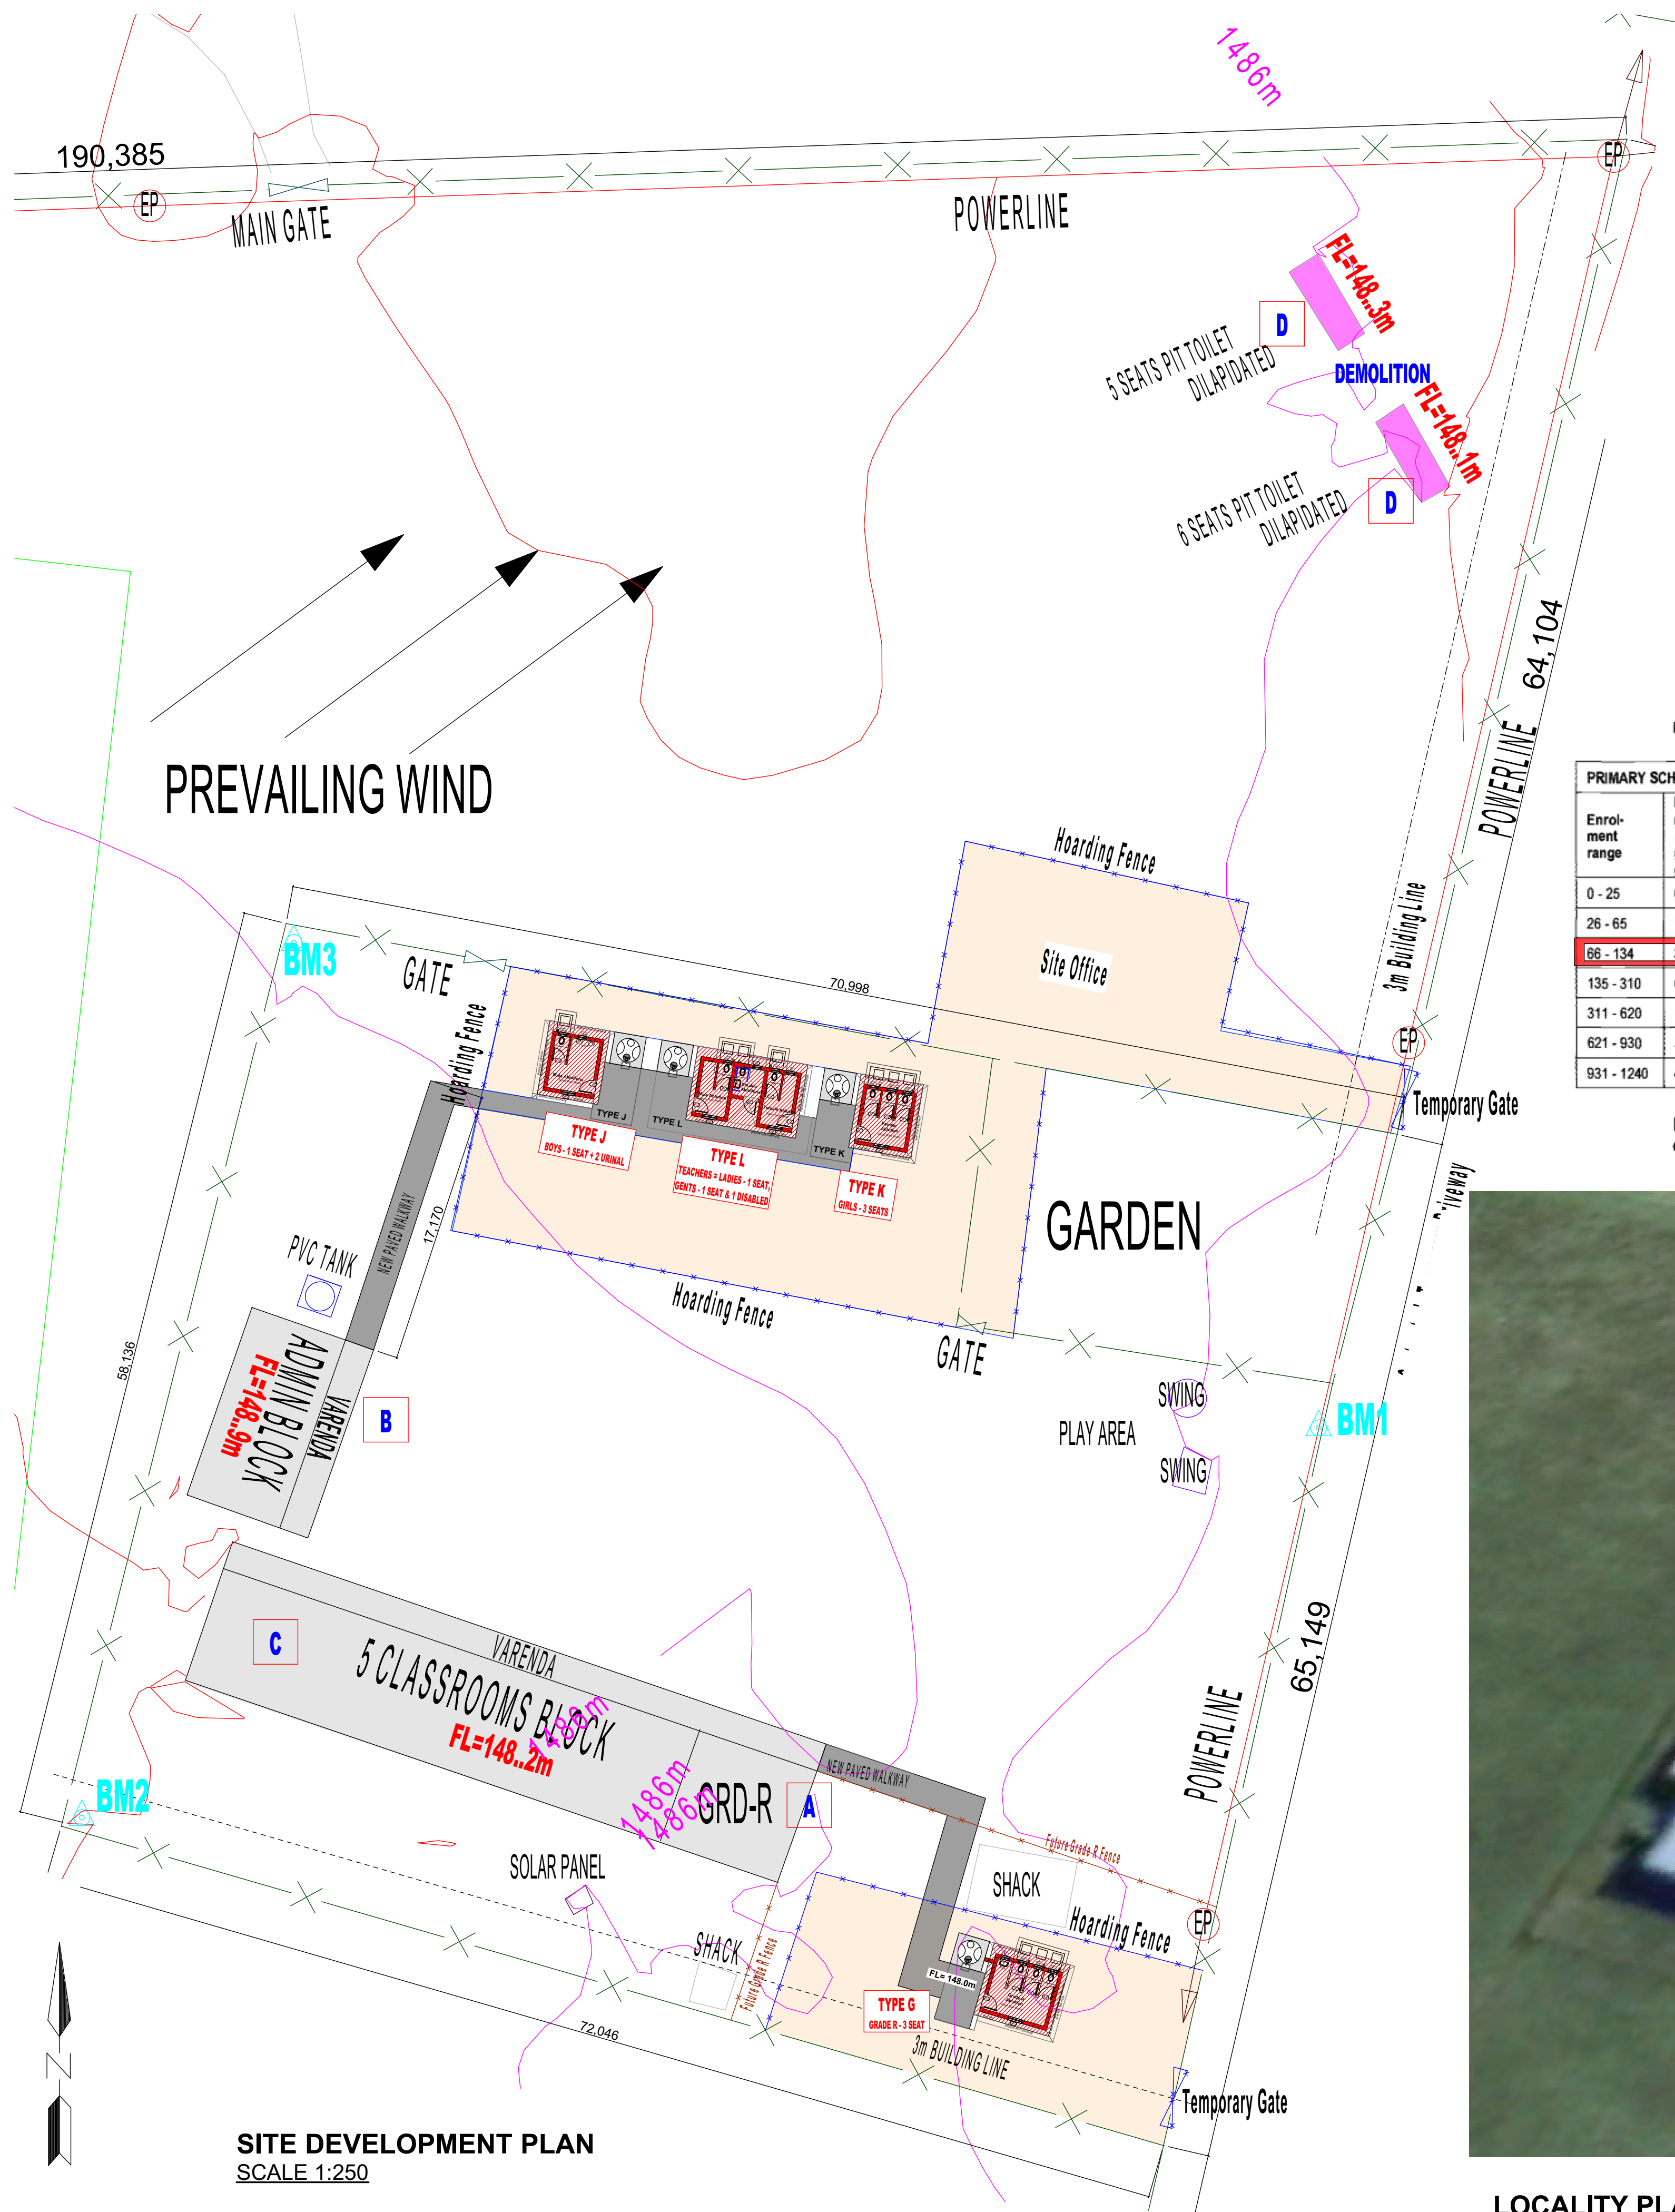 1486m
190,385
EP
EP
MAIN GATE
POWERLINE
FL=148..3m
D
5 SEATS PIT TOILET
DILAPIDATED
DEMOLITION
FL=148..1m
6 SEATS PIT TOILET
DILAPIDATED
D
64,104
POWERLINE
PREVAILING WIND
PRIMARY SCH
Enrol-
ment
range
0 - 25
26 - 65
66 - 134
135 - 310
311 - 620
621 - 930
931 - 1240
Hoarding Fence
Site Office
3m Building Line
BM3
GATE
70,998
Hoarding Fence
EP
Temporary Gate
TYPE J
TYPE L
TYPE K
TYPE J
BOYS - 1 SEAT + 2 URINAL
TYPE L
TEACHERS = LADIES - 1 SEAT,
GENTS - 1 SEAT & 1 DISABLED
TYPE K
GIRLS - 3 SEATS
NEW PAVED WALKWAY
17,170
GARDEN
PVC TANK
Hoarding Fence
GATE
58,136
ADMIN BLOCK
FL=148..9m
VARENDA
B
SWING
PLAY AREA
SWING
BM1
C
VARENDA
5 CLASSROOMS BLOCK
FL=148..2m
1486m
1486m
1486m
GRD-R
A
NEW PAVED WALKWAY
65,149
POWERLINE
BM2
Future Grade R Fence
SOLAR PANEL
SHACK
Hoarding Fence
EP
SHACK
Future Grade R Fence
FL= 148.0m
TYPE G
GRADE R - 3 SEAT
3m BUILDING LINE
72,046
N
Temporary Gate
SITE DEVELOPMENT PLAN
SCALE 1:250